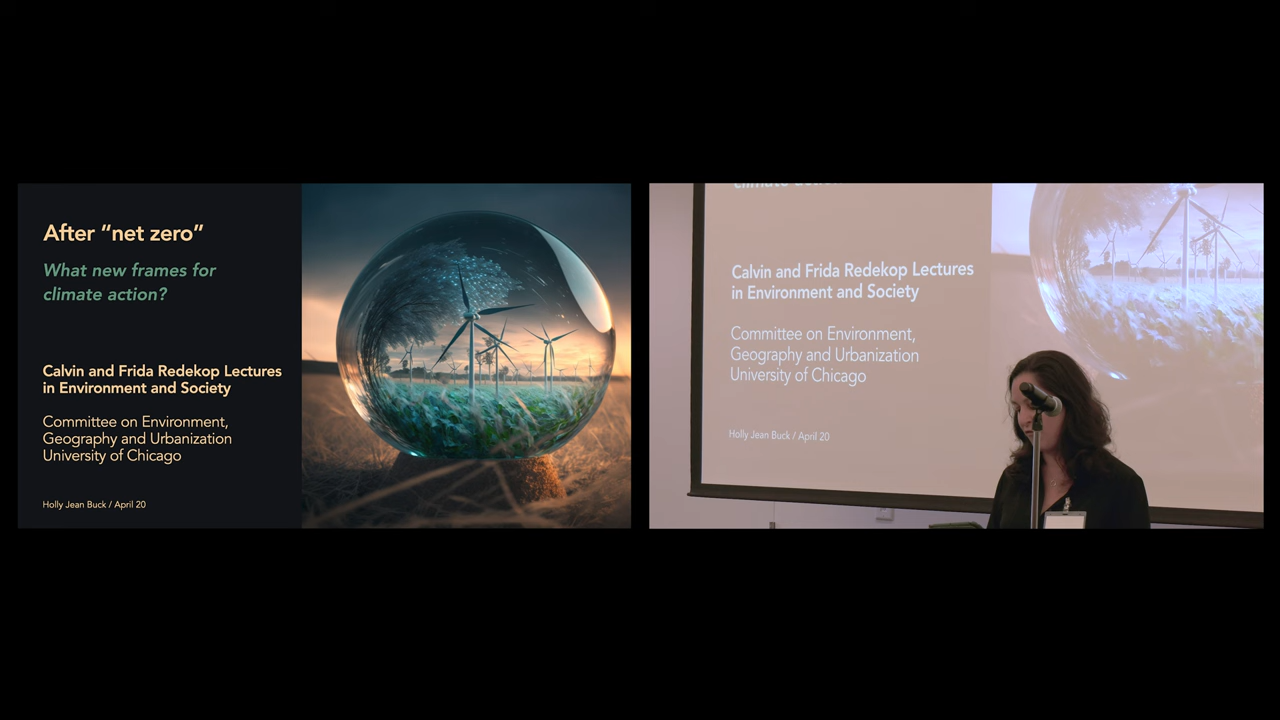 After “net zero”
What new frames for
climate action?
Calvin and Frida Redekop Lectures
in Environment and Society
Committee on Environment,
Geography and Urbanization
University of Chicago
Holly Jean Buck / April 20
climate action
Calvin and Frida Redekop Lectures
in Environment and Society
Committee on Environment,
Geography and Urbanization
University of Chicago
Holly Jean Buck / April 20